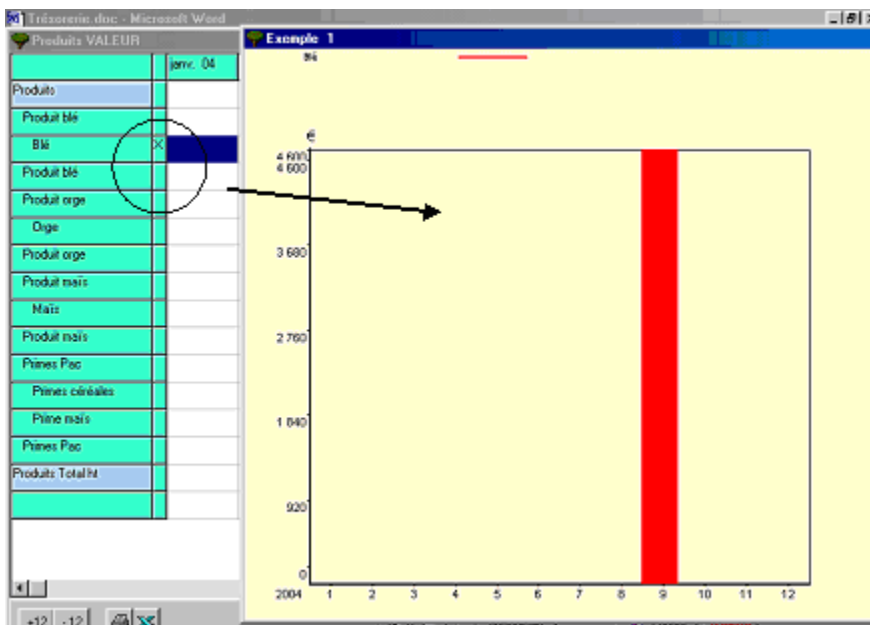 Trésorerie.doc - Microsoft Word
Produits VALEUR
janv. 04
Produits
Produit blé
Blé
Produit blé
Produit orge
Orge
Produit orge
Produit maïs
Maïs
Produit maïs
Primes Pac
Primes céréales
Prime maïs
Primes Pac
Produits Total ht
+12 -12
Exemple 1
Blé
€
4 600
4 600
3 680
2 760
1 840
920
0
2004 1 2 3 4 5 6 7 8 9 10 11 12